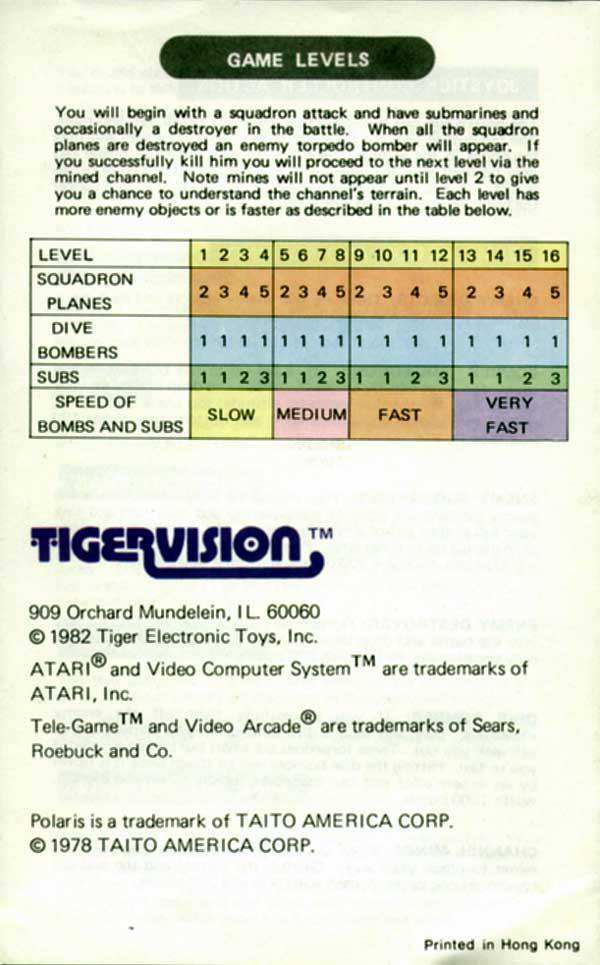 GAME LEVELS
You will begin with a squadron attack and have submarines and
occasionally a destroyer in the battle. When all the squadron
planes are destroyed an enemy torpedo bomber will appear. If
you successfully kill him you will proceed to the next level via the
mined channel. Note mines will not appear until level 2 to give
you a chance to understand the channel's terrain. Each level has
more enemy objects or is faster as described in the table below.
LEVEL 1 2 3 4 5 6 7 8 9 10 11 12 13 14 15 16
SQUADRON
PLANES 2 3 4 5 2 3 4 5 2 3 4 5 2 3 4 5
DIVE
BOMBERS 1 1 1 1 1 1 1 1 1 1 1 1 1 1 1 1
SUBS 1 1 2 3 1 1 2 3 1 1 2 3 1 1 2 3
SPEED OF
BOMBS AND SUBS SLOW MEDIUM FAST VERY
FAST
TIGERVISION™
909 Orchard Mundelein, IL. 60060
© 1982 Tiger Electronic Toys, Inc.
ATARI® and Video Computer System™ are trademarks of
ATARI, Inc.
Tele-Game™ and Video Arcade® are trademarks of Sears,
Roebuck and Co.
Polaris is a trademark of TAITO AMERICA CORP.
© 1978 TAITO AMERICA CORP.
Printed in Hong Kong